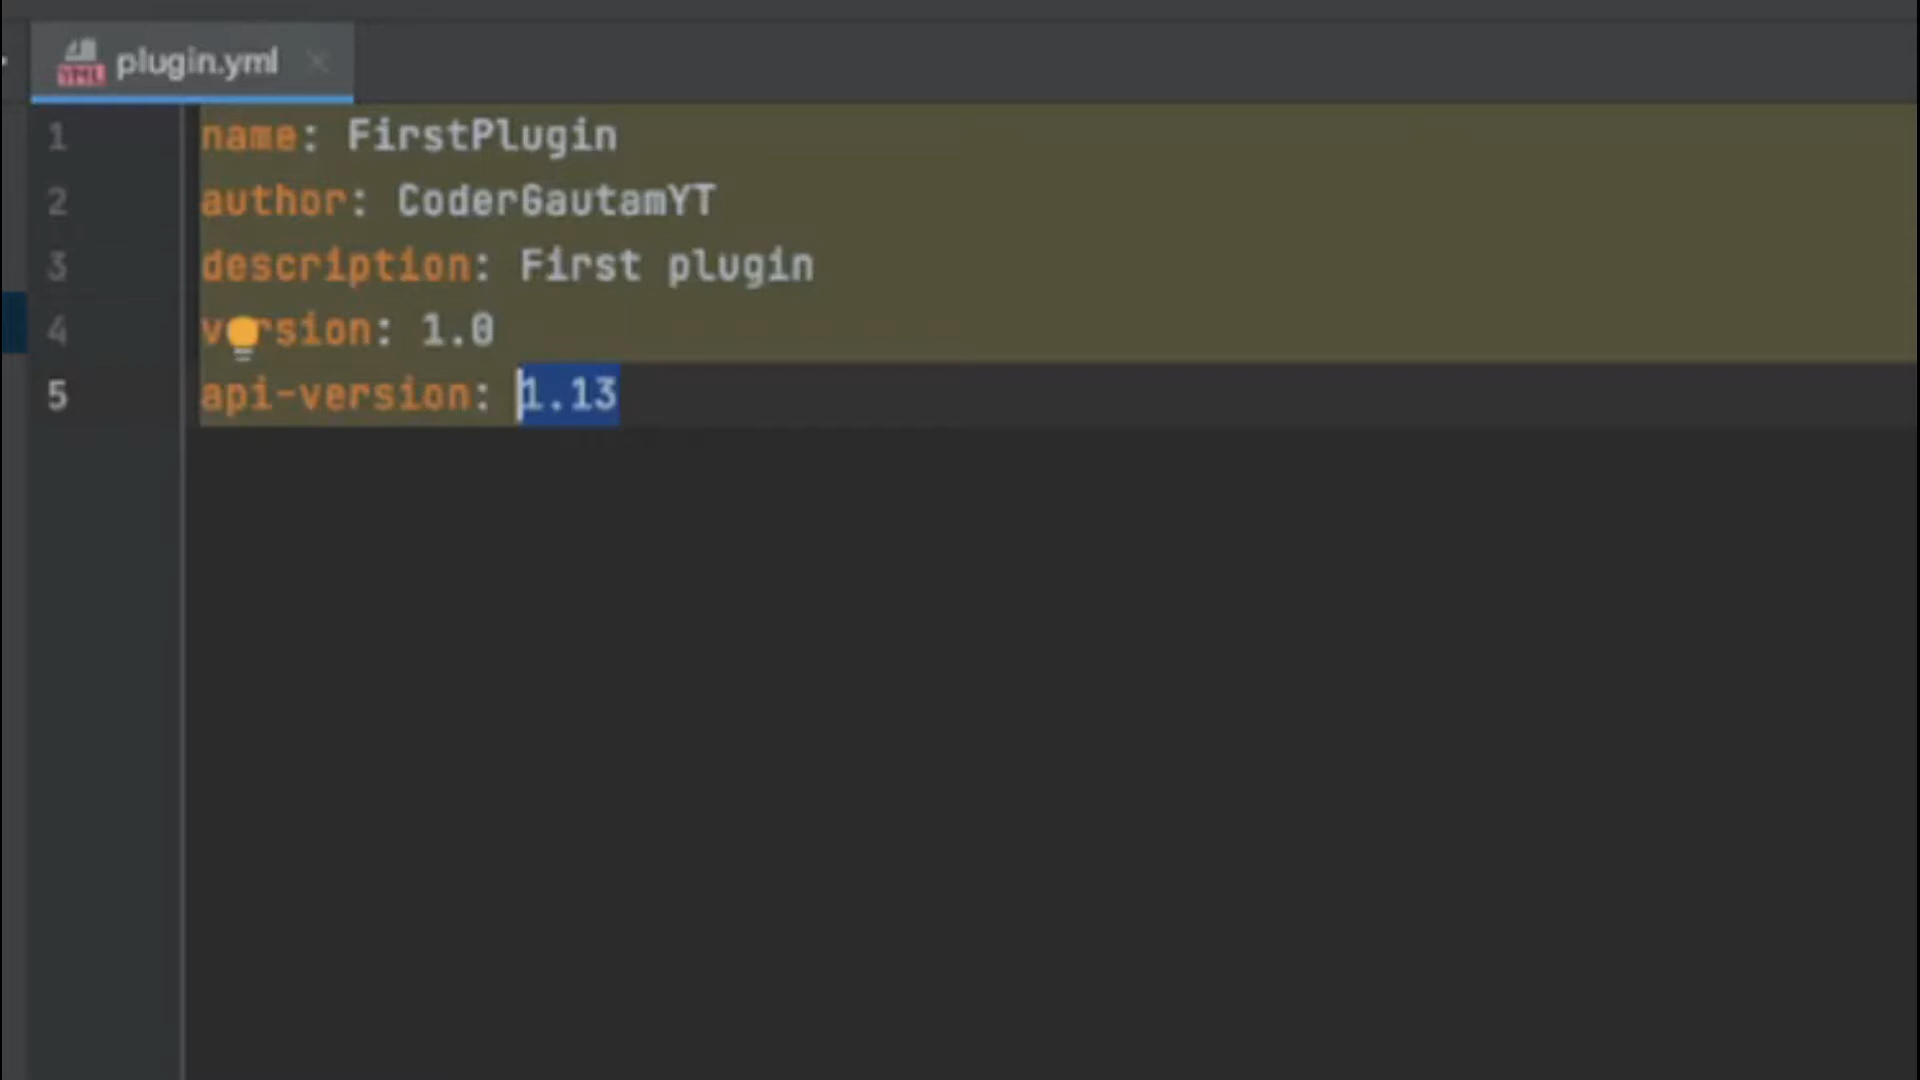 plugin.yml
1 name: FirstPlugin
2 author: CoderGautamYT
3 description: First plugin
4 version: 1.0
5 api-version: 1.13